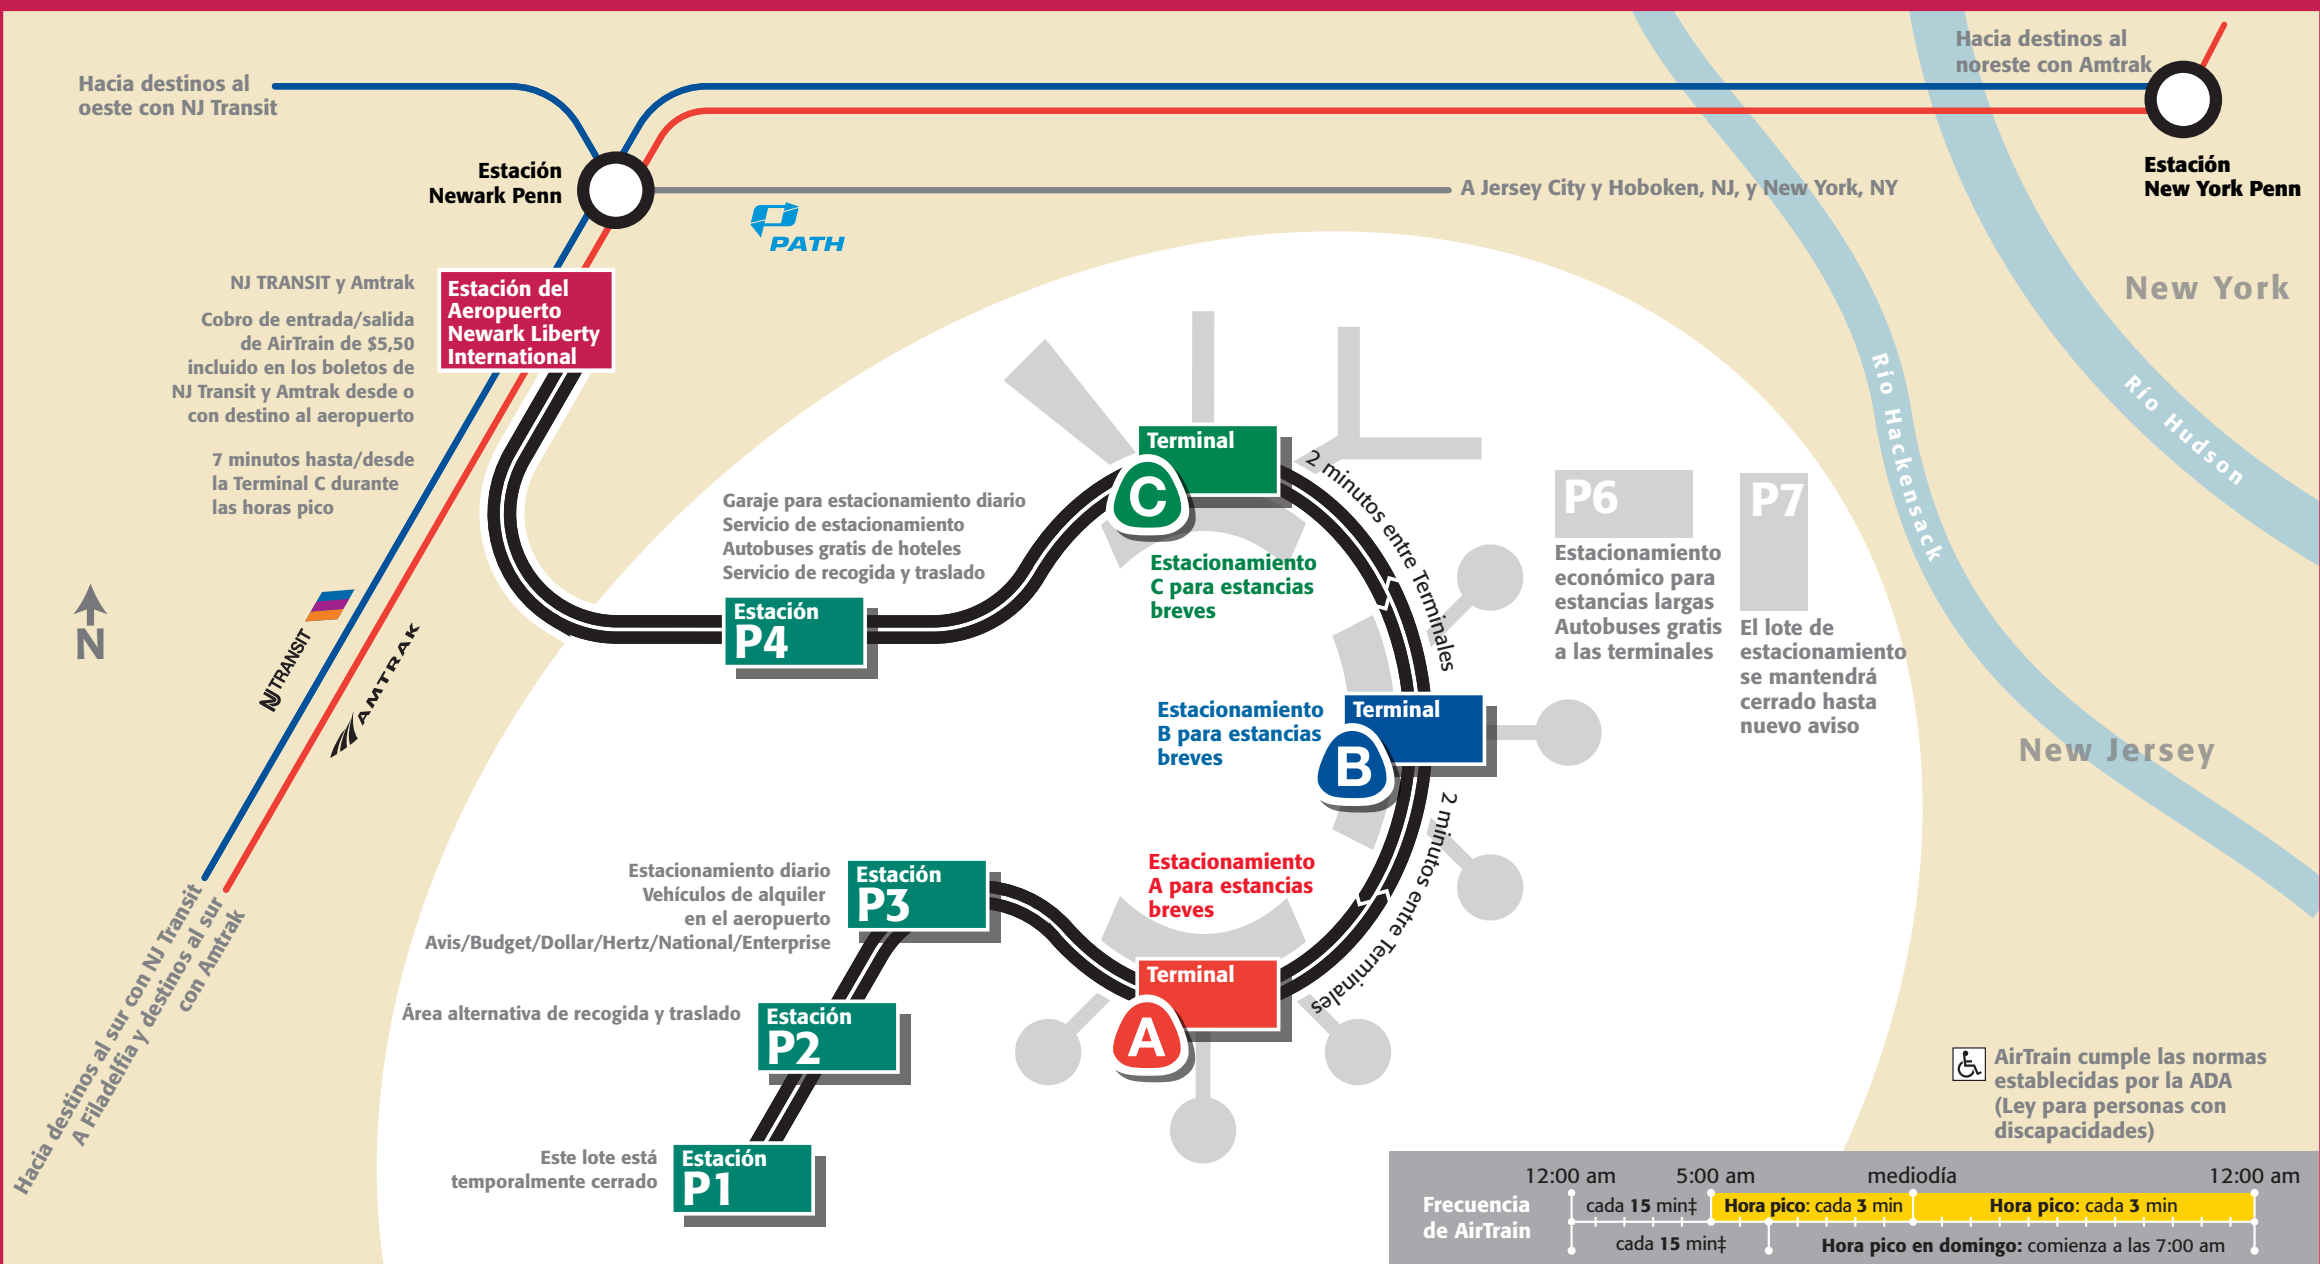 Hacia destinos al
oeste con NJ Transit
Hacia destinos al
noreste con Amtrak
Estación
Newark Penn
Estación
New York Penn
A Jersey City y Hoboken, NJ, y New York, NY
PATH
NJ TRANSIT y Amtrak
Cobro de entrada/salida
de AirTrain de $5,50
incluido en los boletos de
NJ Transit y Amtrak desde o
con destino al aeropuerto
7 minutos hasta/desde
la Terminal C durante
las horas pico
Estación del
Aeropuerto
Newark Liberty
International
New York
Río Hackensack
Río Hudson
New Jersey
N
NJ TRANSIT
AMTRAK
Hacia destinos al sur con NJ Transit
A Filadelfia y destinos al sur
con Amtrak
Garaje para estacionamiento diario
Servicio de estacionamiento
Autobuses gratis de hoteles
Servicio de recogida y traslado
Estación
P4
Terminal
C
Estacionamiento
C para estancias
breves
2 minutos entre Terminales
P6
Estacionamiento
económico para
estancias largas
Autobuses gratis
a las terminales
P7
El lote de
estacionamiento
se mantendrá
cerrado hasta
nuevo aviso
Estacionamiento
B para estancias
breves
Terminal
B
2 minutos entre Terminales
Estacionamiento
A para estancias
breves
Terminal
A
Estacionamiento diario
Vehículos de alquiler
en el aeropuerto
Avis/Budget/Dollar/Hertz/National/Enterprise
Estación
P3
Área alternativa de recogida y traslado
Estación
P2
Este lote está
temporalmente cerrado
Estación
P1
AirTrain cumple las normas
establecidas por la ADA
(Ley para personas con
discapacidades)
12:00 am 5:00 am mediodía 12:00 am
Frecuencia
de AirTrain
cada 15 min‡ Hora pico: cada 3 min Hora pico: cada 3 min
cada 15 min‡ Hora pico en domingo: comienza a las 7:00 am